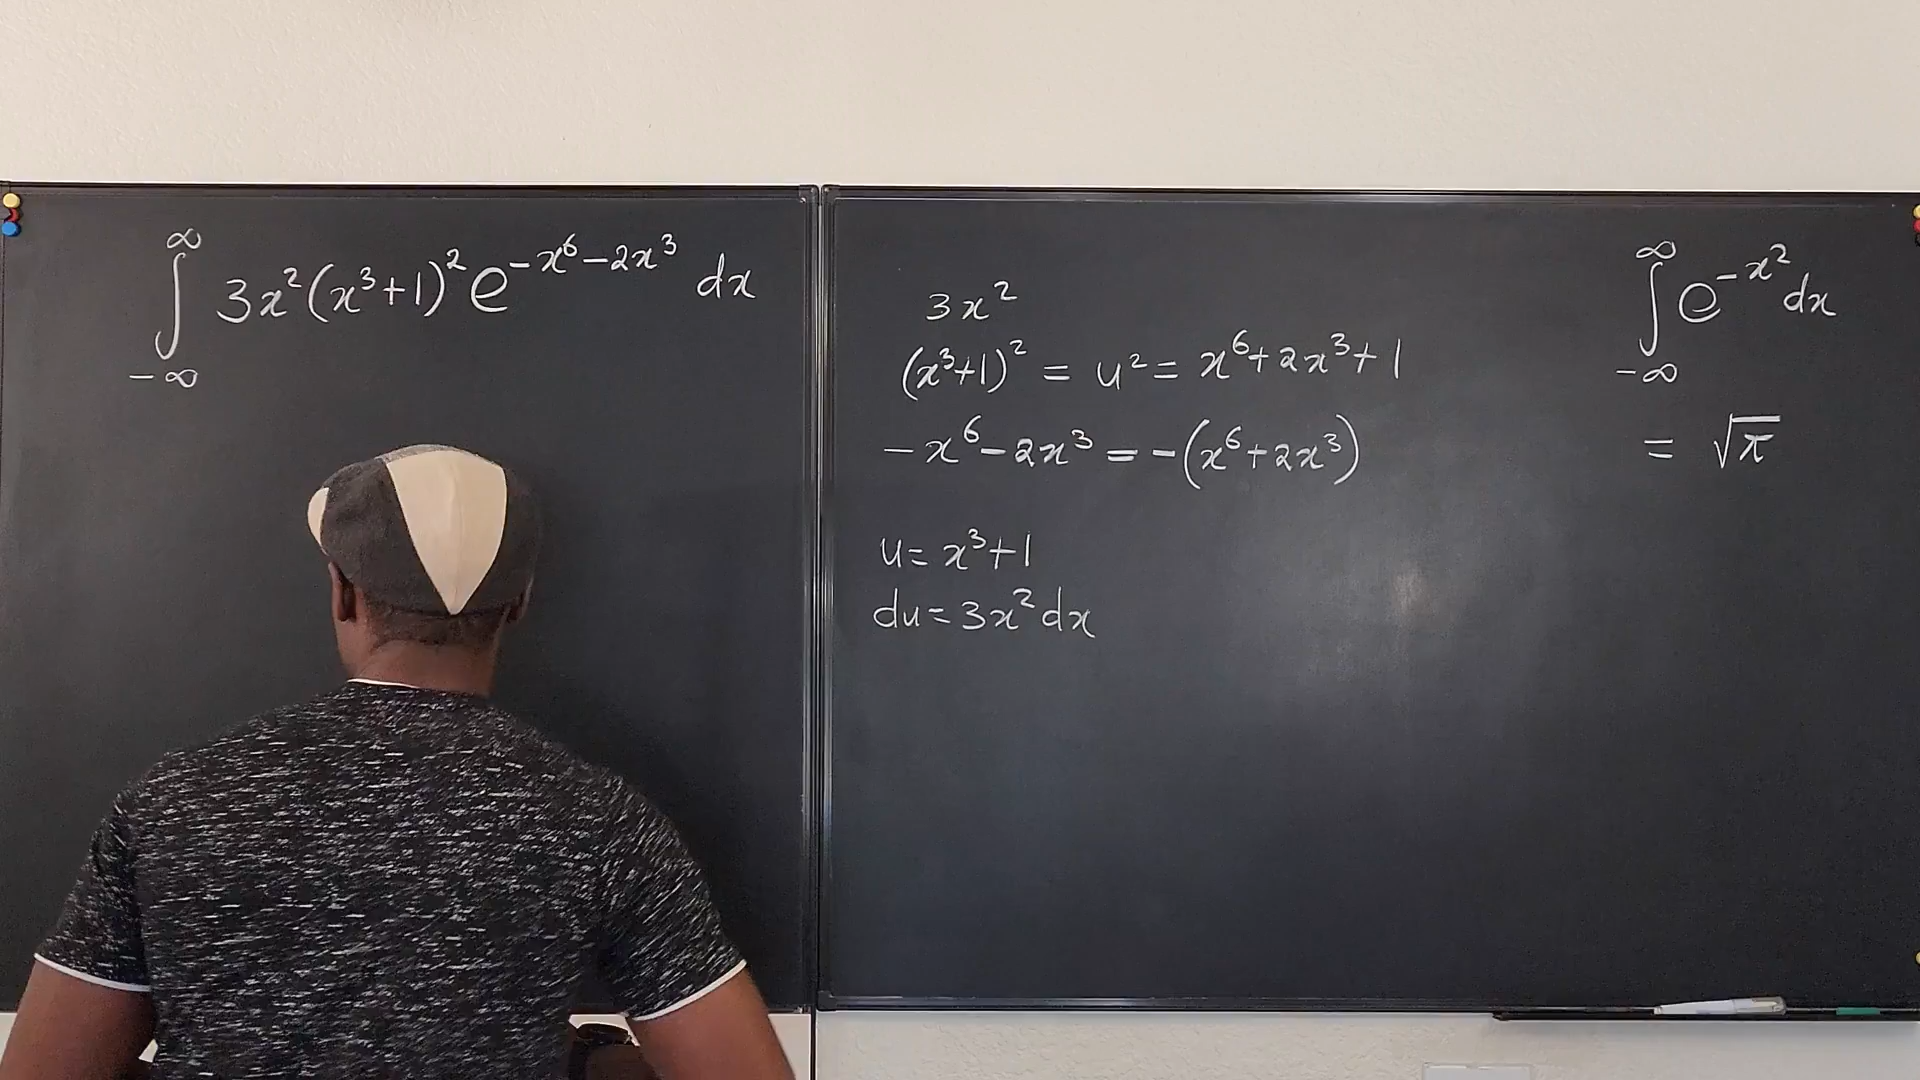 ∫_{-∞}^{∞} 3x²(x³+1)² e^{-x⁶-2x³} dx
3x²
(x³+1)² = u² = x⁶+2x³+1
-x⁶-2x³ = -(x⁶+2x³)
u = x³+1
du = 3x²dx
∫_{-∞}^{∞} e^{-x²} dx
= √π